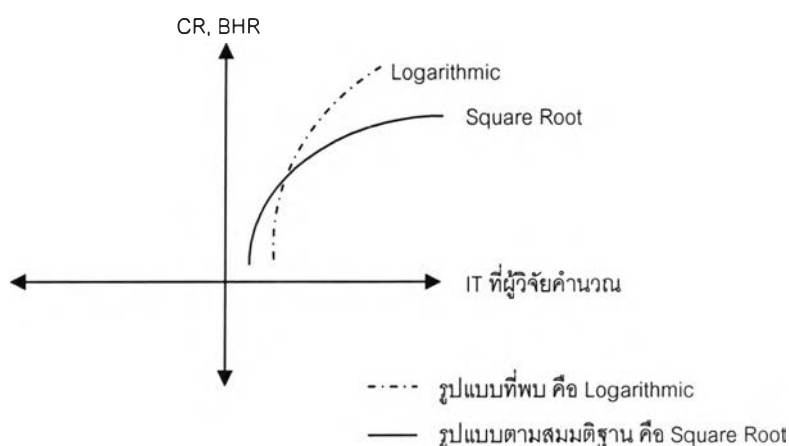 CR, BHR
Logarithmic
Square Root
IT ที่ผู้วิจัยคำนวณ
รูปแบบที่พบ คือ Logarithmic
รูปแบบตามสมมติฐาน คือ Square Root